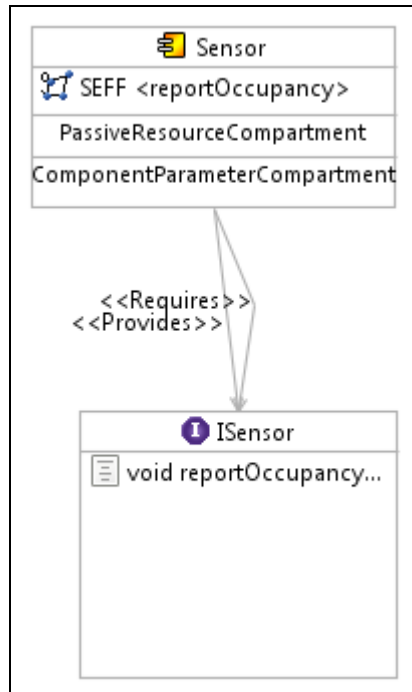 Sensor
SEFF <reportOccupancy>
PassiveResourceCompartment
ComponentParameterCompartment
<<Requires>>
<<Provides>>
I ISensor
void reportOccupancy...